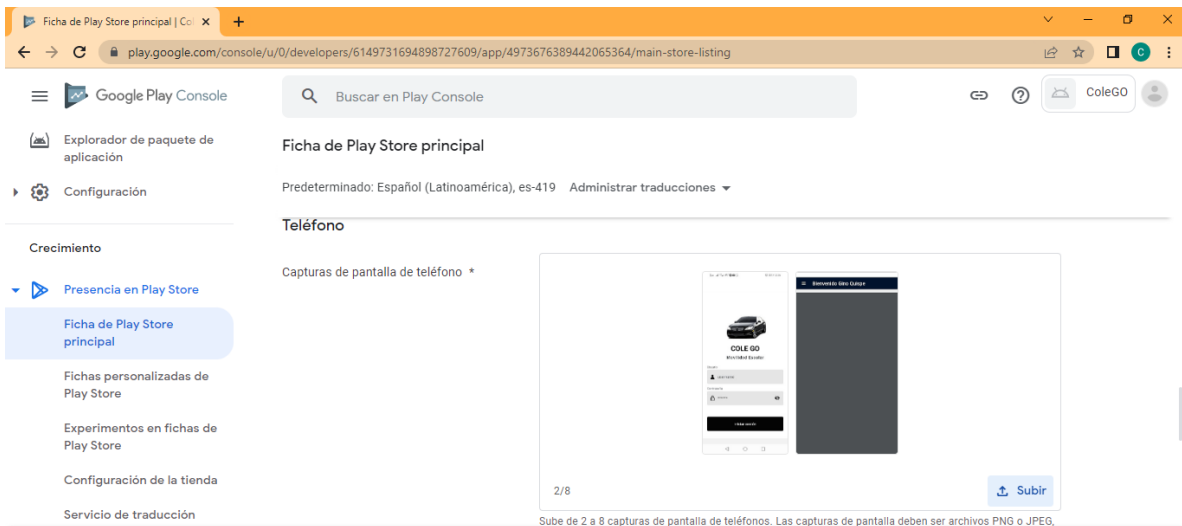 Ficha de Play Store principal | Co
play.google.com/console/u/0/developers/6149731694898727609/app/4973676389442065364/main-store-listing
C
Google Play Console
Buscar en Play Console
ColeGO
Explorador de paquete de
aplicación
Configuración
Crecimiento
Presencia en Play Store
Ficha de Play Store
principal
Fichas personalizadas de
Play Store
Experimentos en fichas de
Play Store
Configuración de la tienda
Servicio de traducción
Ficha de Play Store principal
Predeterminado: Español (Latinoamérica), es-419 Administrar traducciones
Teléfono
Capturas de pantalla de teléfono *
COLE GO
Movilidad Escolar
Bienvenido Gino Quispe
2/8
Subir
Sube de 2 a 8 capturas de pantalla de teléfonos. Las capturas de pantalla deben ser archivos PNG o JPEG,